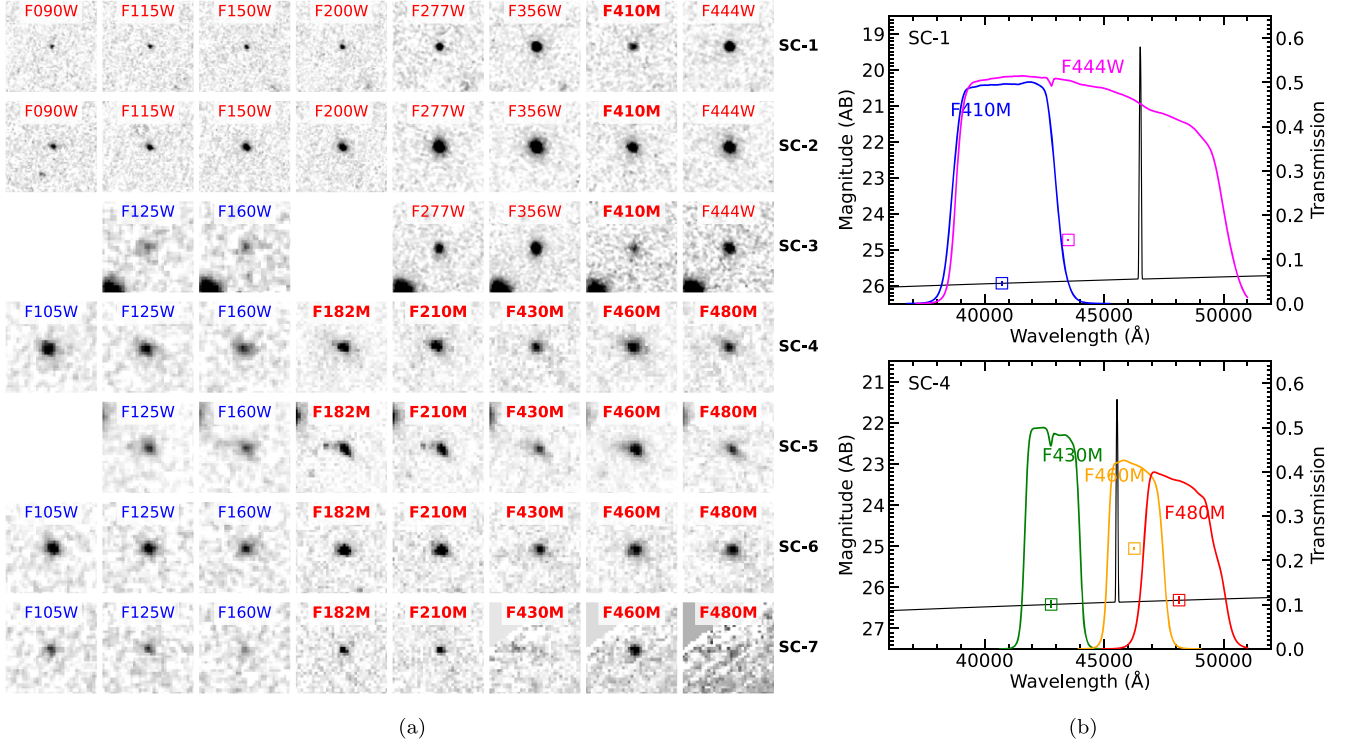 F090W F115W F150W F200W F277W F356W F410M F444W
SC-1
F090W F115W F150W F200W F277W F356W F410M F444W
SC-2
F125W F160W F277W F356W F410M F444W
SC-3
F105W F125W F160W F182M F210M F430M F460M F480M
SC-4
F125W F160W F182M F210M F430M F460M F480M
SC-5
F105W F125W F160W F182M F210M F430M F460M F480M
SC-6
F105W F125W F160W F182M F210M F430M F460M F480M
SC-7
(a)
SC-1
F444W
F410M
19
20
21
22
23
24
25
26
Magnitude (AB)
0.6
0.5
0.4
0.3
0.2
0.1
0.0
Transmission
40000 45000 50000
Wavelength (Å)
SC-4
F430M
F460M
F480M
21
22
23
24
25
26
27
Magnitude (AB)
0.6
0.5
0.4
0.3
0.2
0.1
0.0
Transmission
40000 45000 50000
Wavelength (Å)
(b)